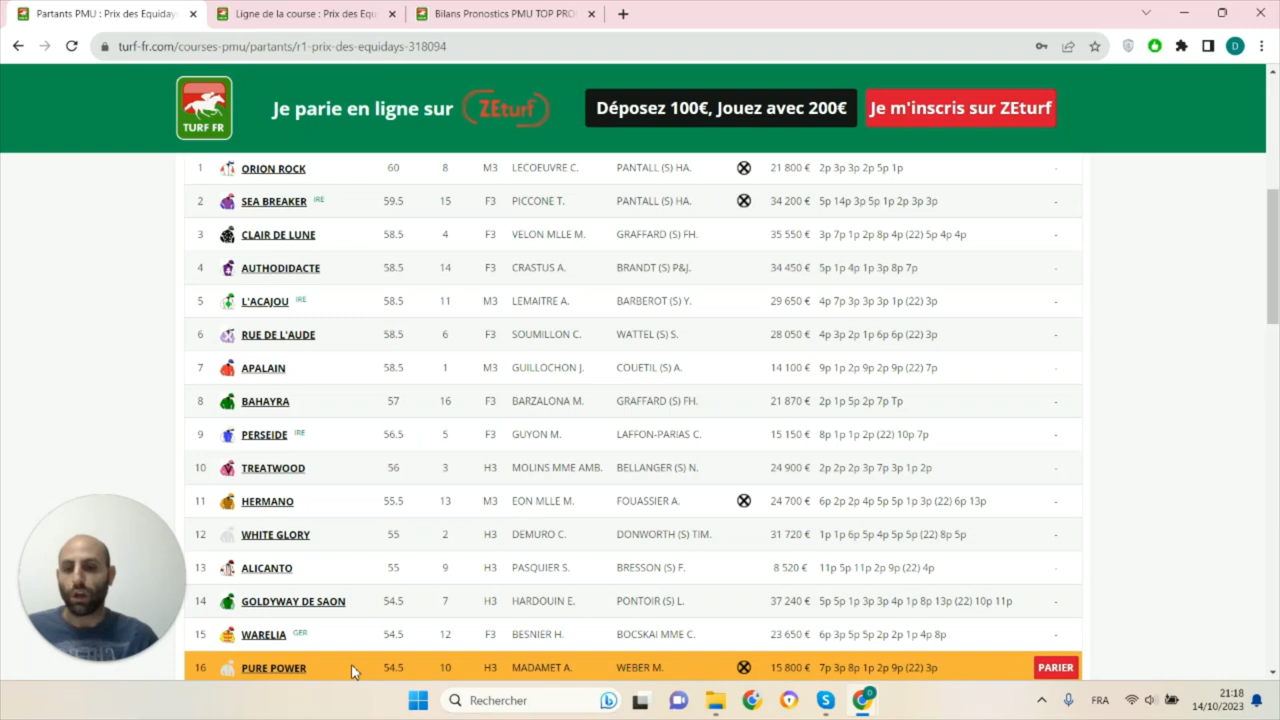 Partants PMU : Prix des Equiday
Ligne de la course : Prix des Equ
Bilans Pronostics PMU TOP PRO
turf-fr.com/courses-pmu/partants/r1-prix-des-equidays-318094
D
TURF FR
Je parie en ligne sur ZEturf
Déposez 100€, Jouez avec 200€
Je m'inscris sur ZEturf
1 ORION ROCK 60 8 M3 LECOEUVRE C. PANTALL (S) HA. 21 800 € 2p 3p 3p 2p 5p 1p -
2 SEA BREAKER IRE 59.5 15 F3 PICCONE T. PANTALL (S) HA. 34 200 € 5p 14p 3p 5p 1p 2p 3p 3p -
3 CLAIR DE LUNE 58.5 4 F3 VELON MLLE M. GRAFFARD (S) FH. 35 550 € 3p 7p 1p 2p 8p 4p (22) 5p 4p 4p -
4 AUTHODIDACTE 58.5 14 F3 CRASTUS A. BRANDT (S) P&J. 34 450 € 5p 1p 4p 1p 3p 8p 7p -
5 L'ACAJOU IRE 58.5 11 M3 LEMAITRE A. BARBEROT (S) Y. 29 650 € 4p 7p 3p 3p 3p 1p (22) 3p -
6 RUE DE L'AUDE 58.5 6 F3 SOUMILLON C. WATTEL (S) S. 28 050 € 4p 3p 2p 1p 6p 6p (22) 3p -
7 APALAIN 58.5 1 M3 GUILLOCHON J. COUETIL (S) A. 14 100 € 9p 1p 2p 9p 2p 9p (22) 7p -
8 BAHAYRA 57 16 F3 BARZALONA M. GRAFFARD (S) FH. 21 870 € 2p 1p 5p 2p 7p Tp -
9 PERSEIDE IRE 56.5 5 F3 GUYON M. LAFFON-PARIAS C. 15 150 € 8p 1p 1p 2p (22) 10p 7p -
10 TREATWOOD 56 3 H3 MOLINS MME AMB. BELLANGER (S) N. 24 900 € 2p 2p 2p 3p 7p 3p 1p 2p -
11 HERMANO 55.5 13 M3 EON MLLE M. FOUASSIER A. 24 700 € 6p 2p 2p 4p 5p 5p 1p 3p (22) 6p 13p -
12 WHITE GLORY 55 2 H3 DEMURO C. DONWORTH (S) TIM. 31 720 € 1p 1p 6p 5p 4p 5p 5p (22) 8p 5p -
13 ALICANTO 55 9 H3 PASQUIER S. BRESSON (S) F. 8 520 € 11p 5p 11p 2p 9p (22) 4p -
14 GOLDYWAY DE SAON 54.5 7 H3 HARDOUIN E. PONTOIR (S) L. 37 240 € 5p 5p 1p 3p 3p 4p 1p 8p 13p (22) 10p 11p -
15 WARELIA GER 54.5 12 F3 BESNIER H. BOCSKAI MME C. 23 650 € 6p 3p 5p 5p 2p 2p 1p 4p 8p -
16 PURE POWER 54.5 10 H3 MADAMET A. WEBER M. 15 800 € 7p 3p 8p 1p 2p 9p (22) 3p PARIER
Rechercher
FRA
21:18
14/10/2023